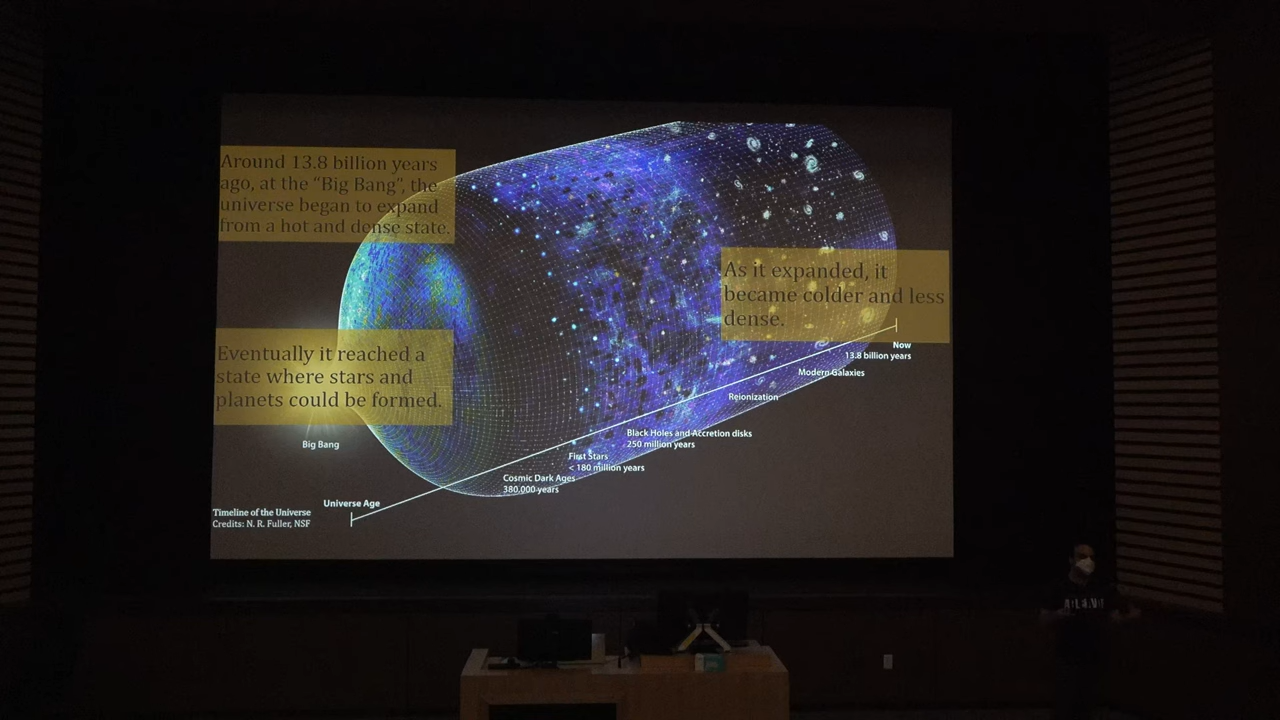 Around 13.8 billion years
ago, at the “Big Bang”, the
universe began to expand
from a hot and dense state.
As it expanded, it
became colder and less
dense.
Eventually it reached a
state where stars and
planets could be formed.
Now
13.8 billion years
Modern Galaxies
Reionization
Black Holes and Accretion disks
250 million years
First Stars
< 180 million years
Cosmic Dark Ages
380.000 years
Big Bang
Universe Age
Timeline of the Universe
Credits: N. R. Fuller, NSF